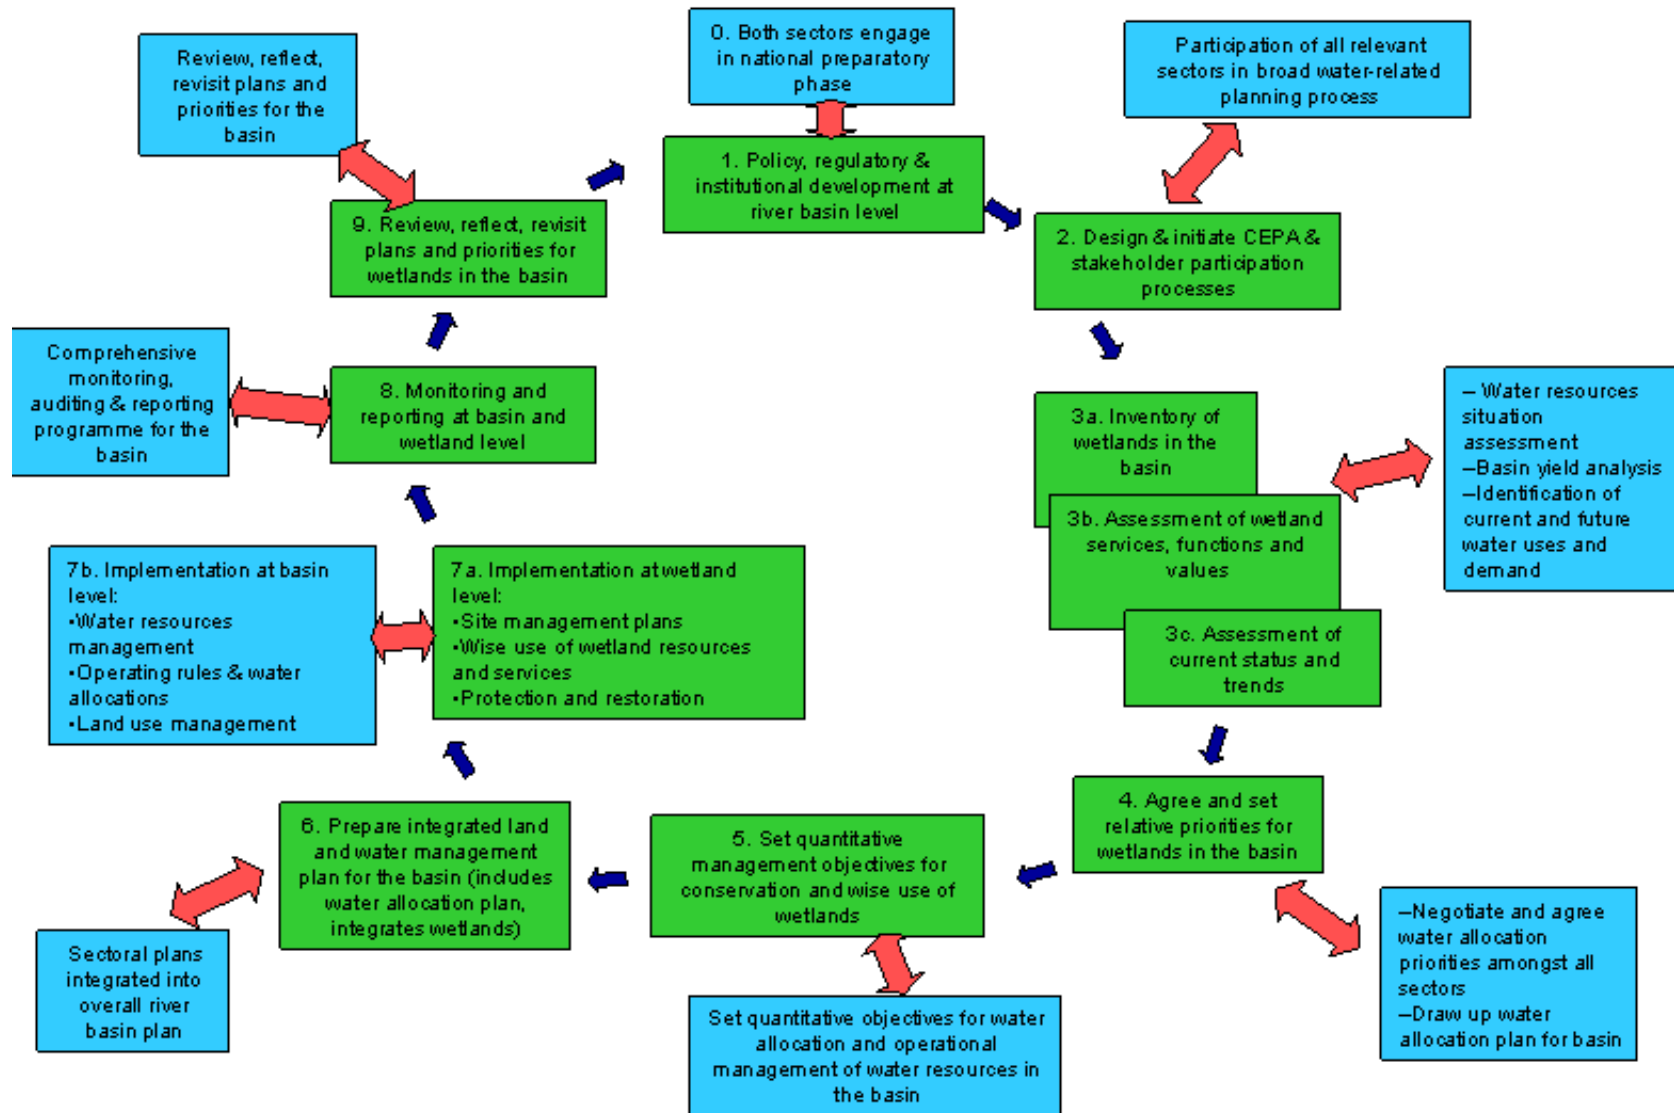 0. Both sectors engage
in national preparatory
phase
Review, reflect,
revisit plans and
priorities for the
basin
Participation of all relevant
sectors in broad water-related
planning process
1. Policy, regulatory &
institutional development at
river basin level
9. Review, reflect, revisit
plans and priorities for
wetlands in the basin
2. Design & initiate CEPA &
stakeholder participation
processes
Comprehensive
monitoring,
auditing & reporting
programme for the
basin
8. Monitoring and
reporting at basin and
wetland level
3a. Inventory of
wetlands in the
basin
– Water resources
situation
assessment
–Basin yield analysis
–Identification of
current and future
water uses and
demand
3b. Assessment of wetland
services, functions and
values
3c. Assessment of
current status and
trends
7b. Implementation at basin
level:
•Water resources
management
•Operating rules & water
allocations
•Land use management
7a. Implementation at wetland
level:
•Site management plans
•Wise use of wetland resources
and services
•Protection and restoration
4. Agree and set
relative priorities for
wetlands in the basin
6. Prepare integrated land
and water management
plan for the basin (includes
water allocation plan,
integrates wetlands)
5. Set quantitative
management objectives for
conservation and wise use of
wetlands
Sectoral plans
integrated into
overall river
basin plan
–Negotiate and agree
water allocation
priorities amongst all
sectors
–Draw up water
allocation plan for basin
Set quantitative objectives for water
allocation and operational
management of water resources in
the basin